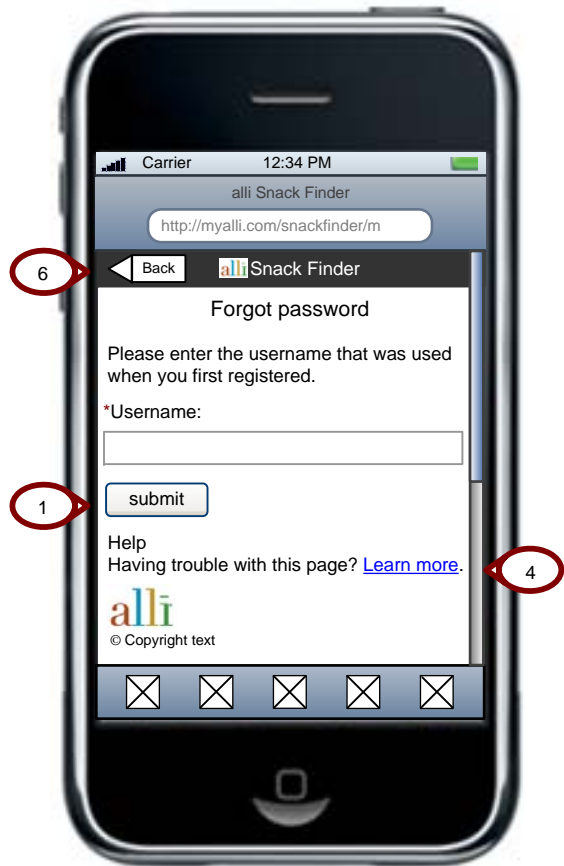 Carrier 12:34 PM
alli Snack Finder
http://myalli.com/snackfinder/m
6
Back allī Snack Finder
Forgot password
Please enter the username that was used
when you first registered.
*Username:
submit
1
Help
Having trouble with this page? Learn more.
4
allī
© Copyright text